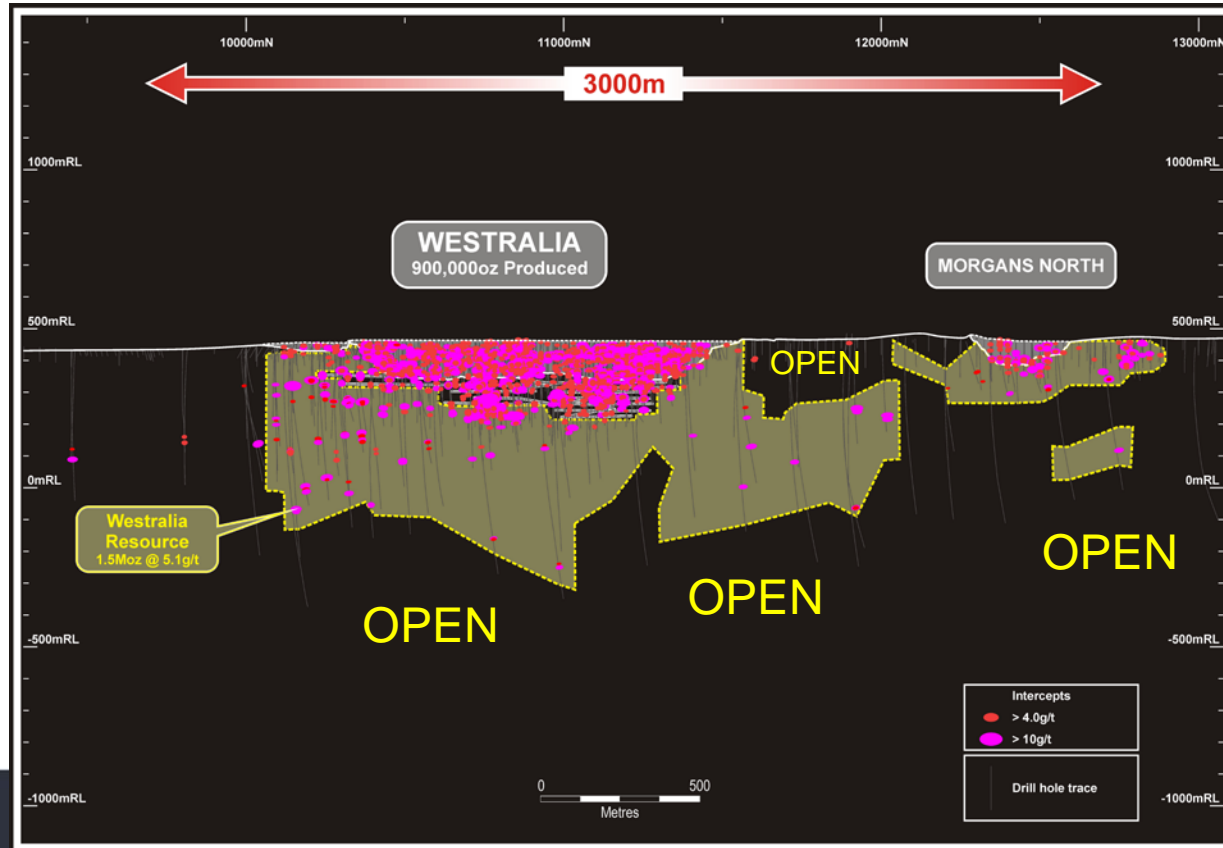 10000mN
11000mN
12000mN
13000mN
3000m
1000mRL
1000mRL
WESTRALIA
900,000oz Produced
MORGANS NORTH
500mRL
500mRL
OPEN
0mRL
0mRL
Westralia
Resource
1.5Moz @ 5.1g/t
OPEN
OPEN
OPEN
-500mRL
-500mRL
Intercepts
> 4.0g/t
> 10g/t
Drill hole trace
0
500
Metres
-1000mRL
-1000mRL